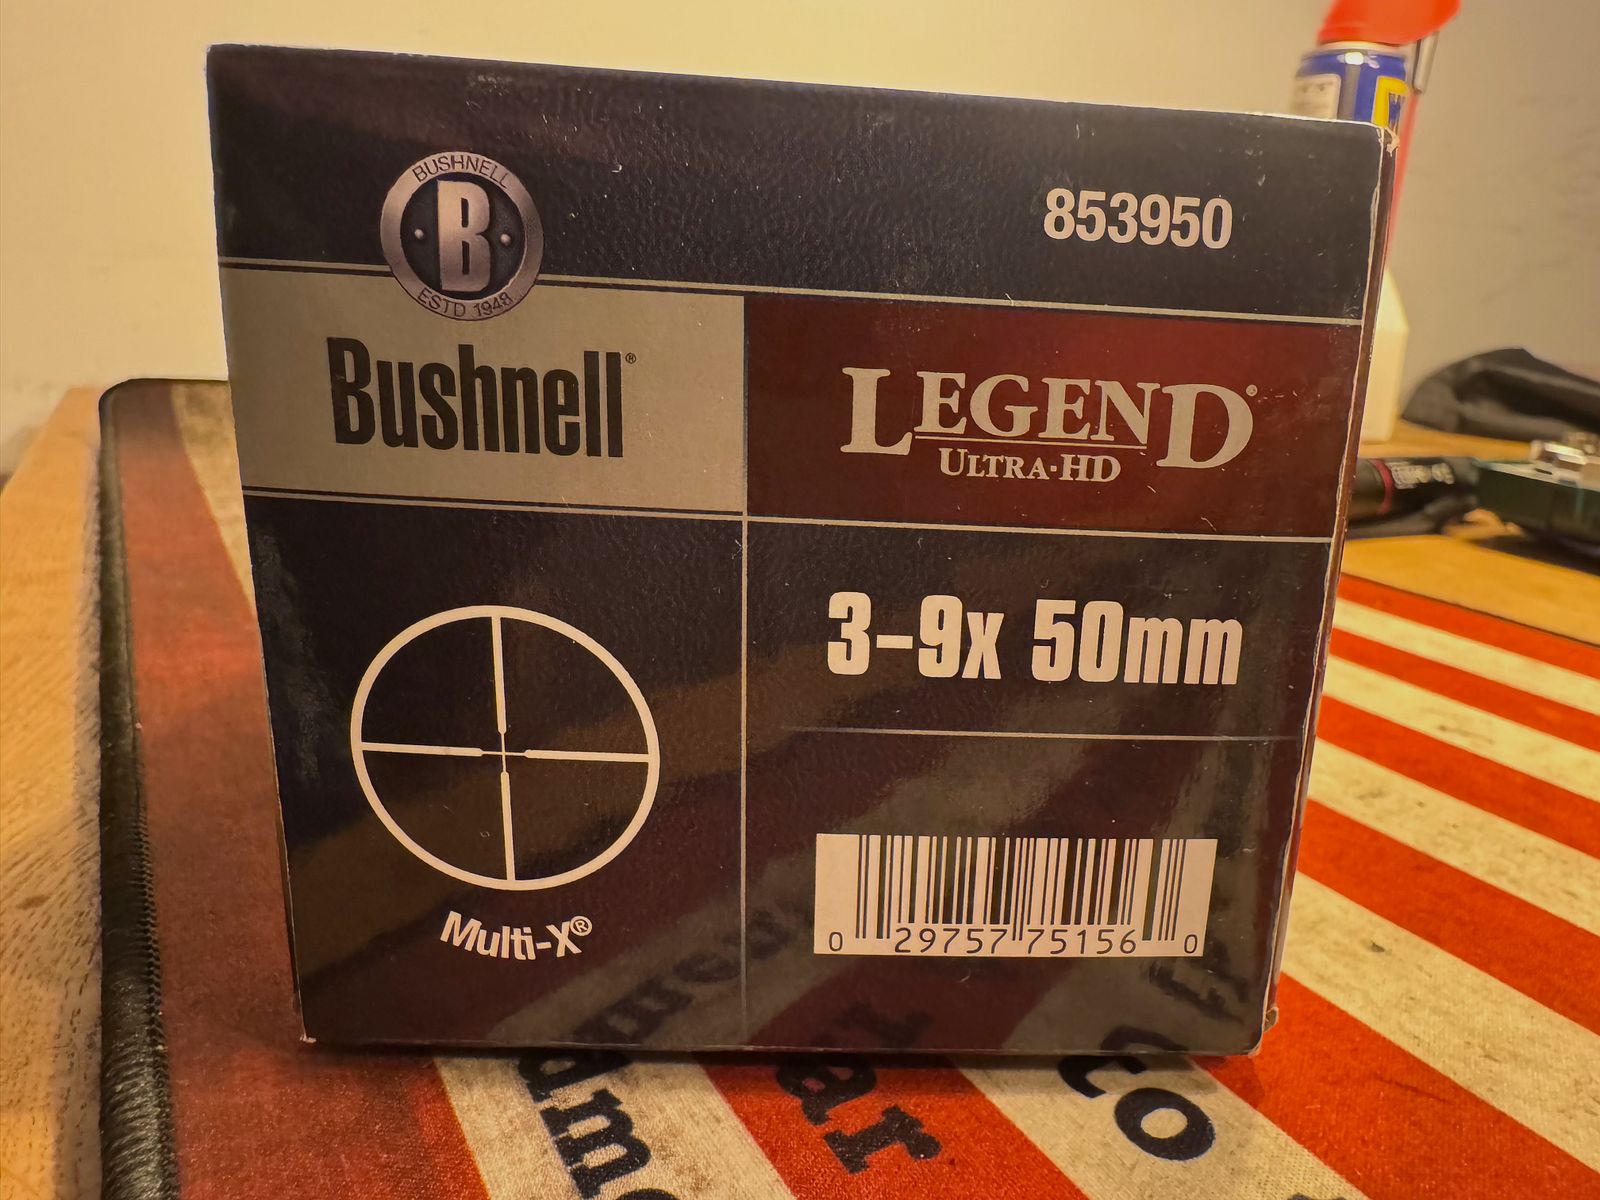 BUSHNELL
B
ESTD 1948
853950
Bushnell®
LEGEND®
ULTRA·HD
3-9x 50mm
Multi-X®
0 29757 75156 0